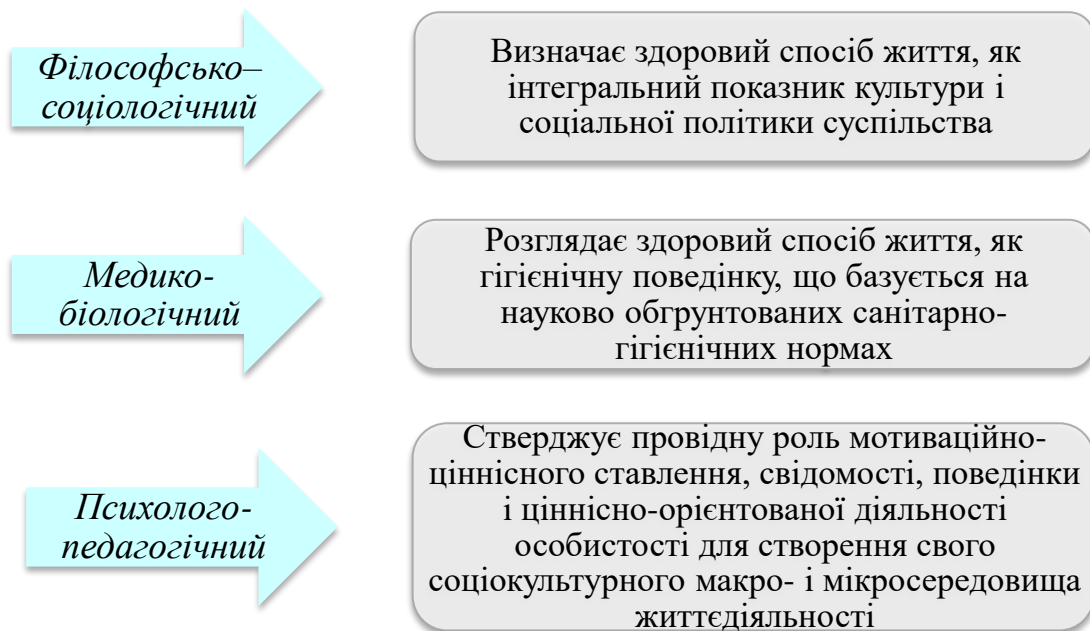 Філософсько–
соціологічний
Визначає здоровий спосіб життя, як
інтегральний показник культури і
соціальної політики суспільства
Медико-
біологічний
Розглядає здоровий спосіб життя, як
гігієнічну поведінку, що базується на
науково обгрунтованих санітарно-
гігієнічних нормах
Психолого-
педагогічний
Стверджує провідну роль мотиваційно-
ціннісного ставлення, свідомості, поведінки
і ціннісно-орієнтованої діяльності
особистості для створення свого
соціокультурного макро- і мікросередовища
життєдіяльності